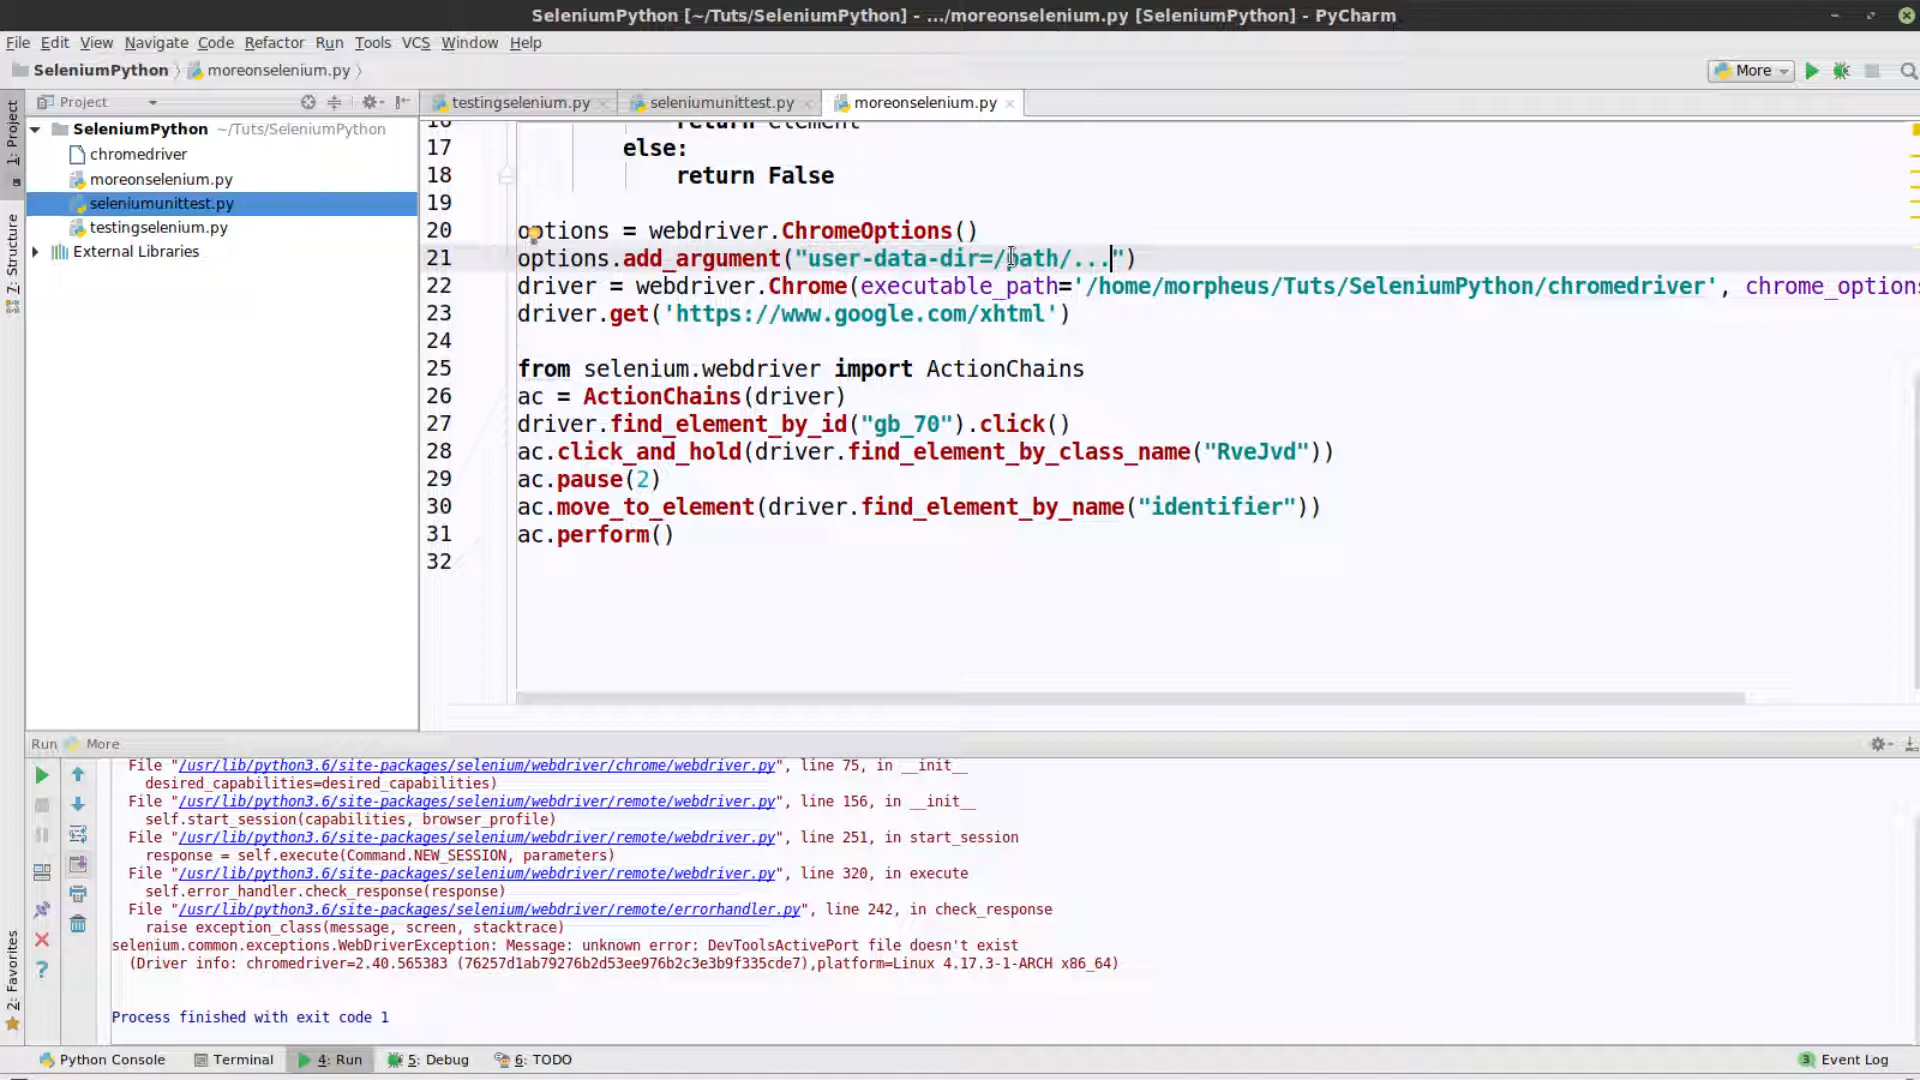 SeleniumPython [~/Tuts/SeleniumPython] - .../moreonselenium.py [SeleniumPython] - PyCharm
File Edit View Navigate Code Refactor Run Tools VCS Window Help
SeleniumPython moreonselenium.py More
1: Project
7: Structure
2: Favorites
Project
SeleniumPython ~/Tuts/SeleniumPython
chromedriver
moreonselenium.py
seleniumunittest.py
testingselenium.py
External Libraries
testingselenium.py seleniumunittest.py moreonselenium.py
16 return element
17 else:
18 return False
19
20 options = webdriver.ChromeOptions()
21 options.add_argument("user-data-dir=/path/...")
22 driver = webdriver.Chrome(executable_path='/home/morpheus/Tuts/SeleniumPython/chromedriver', chrome_options
23 driver.get('https://www.google.com/xhtml')
24
25 from selenium.webdriver import ActionChains
26 ac = ActionChains(driver)
27 driver.find_element_by_id("gb_70").click()
28 ac.click_and_hold(driver.find_element_by_class_name("RveJvd"))
29 ac.pause(2)
30 ac.move_to_element(driver.find_element_by_name("identifier"))
31 ac.perform()
32
Run More
File "/usr/lib/python3.6/site-packages/selenium/webdriver/chrome/webdriver.py", line 75, in __init__
desired_capabilities=desired_capabilities)
File "/usr/lib/python3.6/site-packages/selenium/webdriver/remote/webdriver.py", line 156, in __init__
self.start_session(capabilities, browser_profile)
File "/usr/lib/python3.6/site-packages/selenium/webdriver/remote/webdriver.py", line 251, in start_session
response = self.execute(Command.NEW_SESSION, parameters)
File "/usr/lib/python3.6/site-packages/selenium/webdriver/remote/webdriver.py", line 320, in execute
self.error_handler.check_response(response)
File "/usr/lib/python3.6/site-packages/selenium/webdriver/remote/errorhandler.py", line 242, in check_response
raise exception_class(message, screen, stacktrace)
selenium.common.exceptions.WebDriverException: Message: unknown error: DevToolsActivePort file doesn't exist
(Driver info: chromedriver=2.40.565383 (76257d1ab79276b2d53ee976b2c3e3b9f335cde7),platform=Linux 4.17.3-1-ARCH x86_64)
Process finished with exit code 1
Python Console Terminal 4: Run 5: Debug 6: TODO 3 Event Log